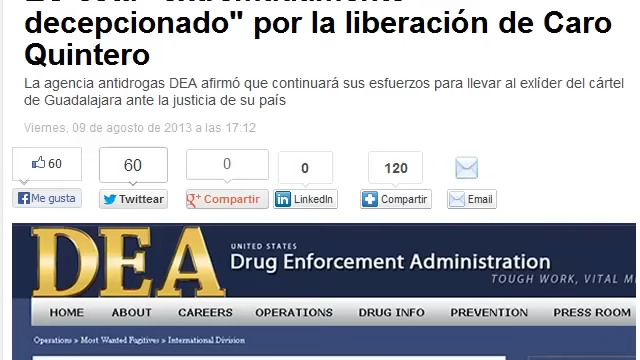 decepcionado" por la liberación de Caro
Quintero
La agencia antidrogas DEA afirmó que continuará sus esfuerzos para llevar al exlíder del cártel
de Guadalajara ante la justicia de su país
Viernes, 09 de agosto de 2013 a las 17:12
60 60 0 0 120
Me gusta Twittear g+ Compartir in LinkedIn Compartir Email
DEA
UNITED STATES
Drug Enforcement Administration
TOUGH WORK, VITAL
HOME ABOUT CAREERS OPERATIONS DRUG INFO PREVENTION PRESS ROOM
Operations » Most Wanted Fugitives » International Division